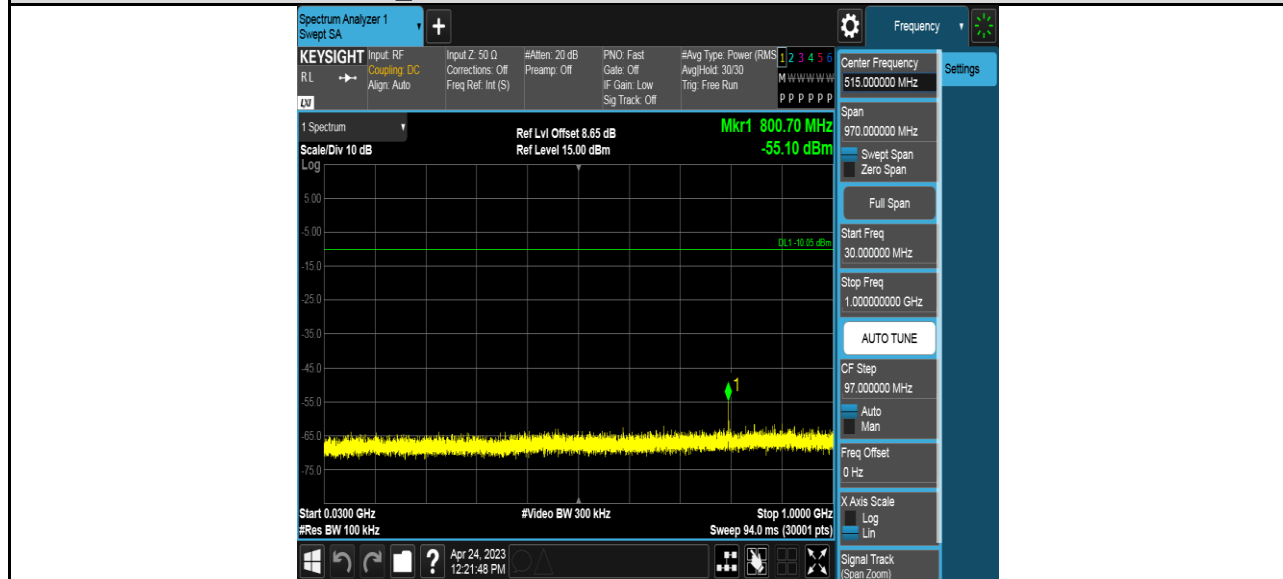 Spectrum Analyzer 1
Swept SA
+
Frequency
KEYSIGHT
RL
LXI
Input: RF
Coupling: DC
Align: Auto
Input Z: 50 Ω
Corrections: Off
Freq Ref: Int (S)
#Atten: 20 dB
Preamp: Off
PNO: Fast
Gate: Off
IF Gain: Low
Sig Track: Off
#Avg Type: Power (RMS
Avg|Hold: 30/30
Trig: Free Run
1 2 3 4 5 6
M W W W W W
P P P P P P
1 Spectrum
Scale/Div 10 dB
Log
Ref Lvl Offset 8.65 dB
Ref Level 15.00 dBm
Mkr1 800.70 MHz
-55.10 dBm
5.00
-5.00
DL1 -10.05 dBm
-15.0
-25.0
-35.0
-45.0
1
-55.0
-65.0
-75.0
Start 0.0300 GHz
#Res BW 100 kHz
#Video BW 300 kHz
Stop 1.0000 GHz
Sweep 94.0 ms (30001 pts)
?
Apr 24, 2023
12:21:48 PM
Center Frequency
515.000000 MHz
Settings
Span
970.000000 MHz
Swept Span
Zero Span
Full Span
Start Freq
30.000000 MHz
Stop Freq
1.000000000 GHz
AUTO TUNE
CF Step
97.000000 MHz
Auto
Man
Freq Offset
0 Hz
X Axis Scale
Log
Lin
Signal Track
(Span Zoom)